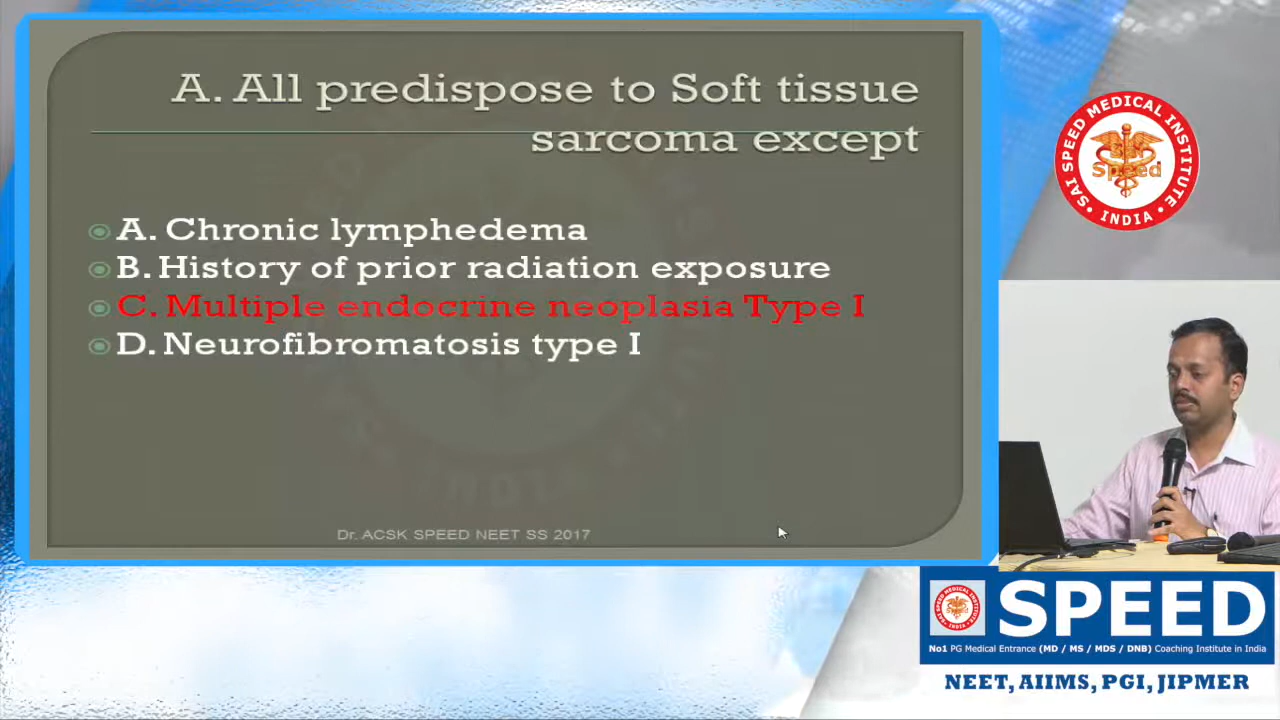 A. All predispose to Soft tissue
sarcoma except
A. Chronic lymphedema
B. History of prior radiation exposure
C. Multiple endocrine neoplasia Type I
D. Neurofibromatosis type I
Dr. ACSK SPEED NEET SS 2017
SAI SPEED MEDICAL INSTITUTE
Speed
• INDIA •
SPEED
No1 PG Medical Entrance (MD / MS / MDS / DNB) Coaching Institute in India
NEET, AIIMS, PGI, JIPMER